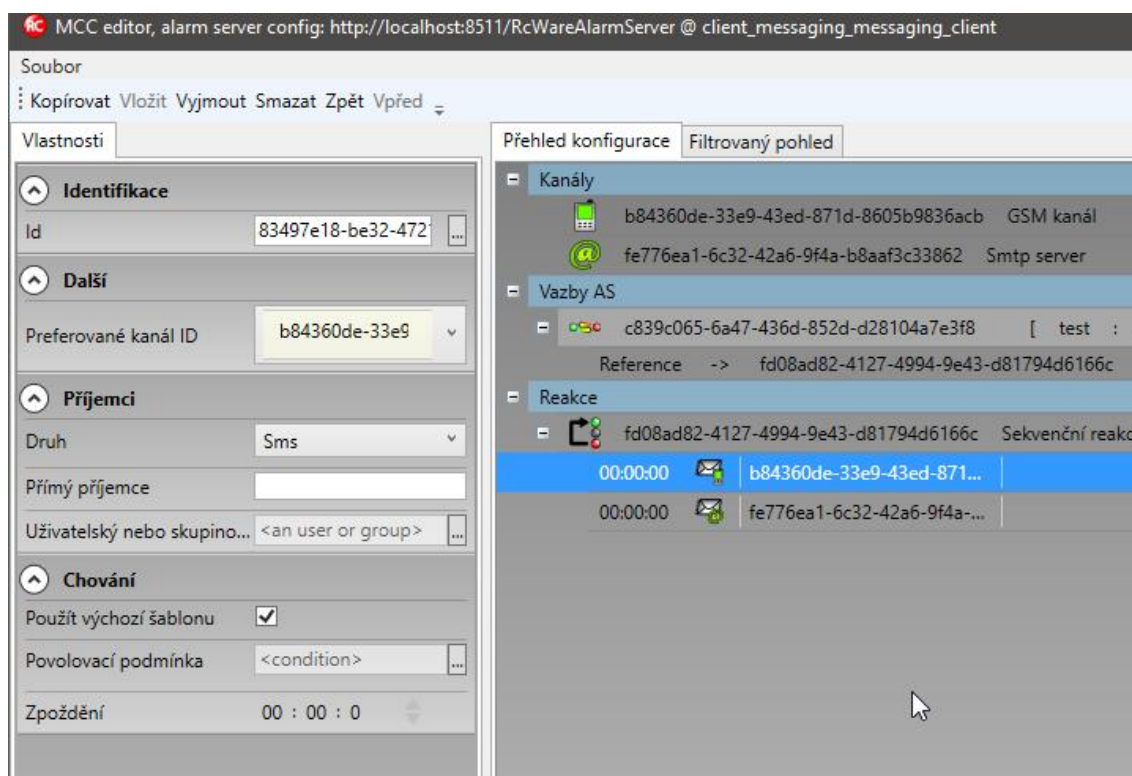 RC MCC editor, alarm server config: http://localhost:8511/RcWareAlarmServer @ client_messaging_messaging_client
Soubor
Kopírovat Vložit Vyjmout Smazat Zpět Vpřed
Vlastnosti
Identifikace
Id 83497e18-be32-472 ...
Další
Preferované kanál ID b84360de-33e9
Příjemci
Druh Sms
Přímý příjemce
Uživatelský nebo skupino... <an user or group> ...
Chování
Použít výchozí šablonu
Povolovací podmínka <condition> ...
Zpoždění 00 : 00 : 0
Přehled konfigurace Filtrovaný pohled
Kanály
b84360de-33e9-43ed-871d-8605b9836acb GSM kanál
fe776ea1-6c32-42a6-9f4a-b8aaf3c33862 Smtp server
Vazby AS
c839c065-6a47-436d-852d-d28104a7e3f8 [ test :
Reference -> fd08ad82-4127-4994-9e43-d81794d6166c
Reakce
fd08ad82-4127-4994-9e43-d81794d6166c Sekvenční reakc
00:00:00 b84360de-33e9-43ed-871...
00:00:00 fe776ea1-6c32-42a6-9f4a-...